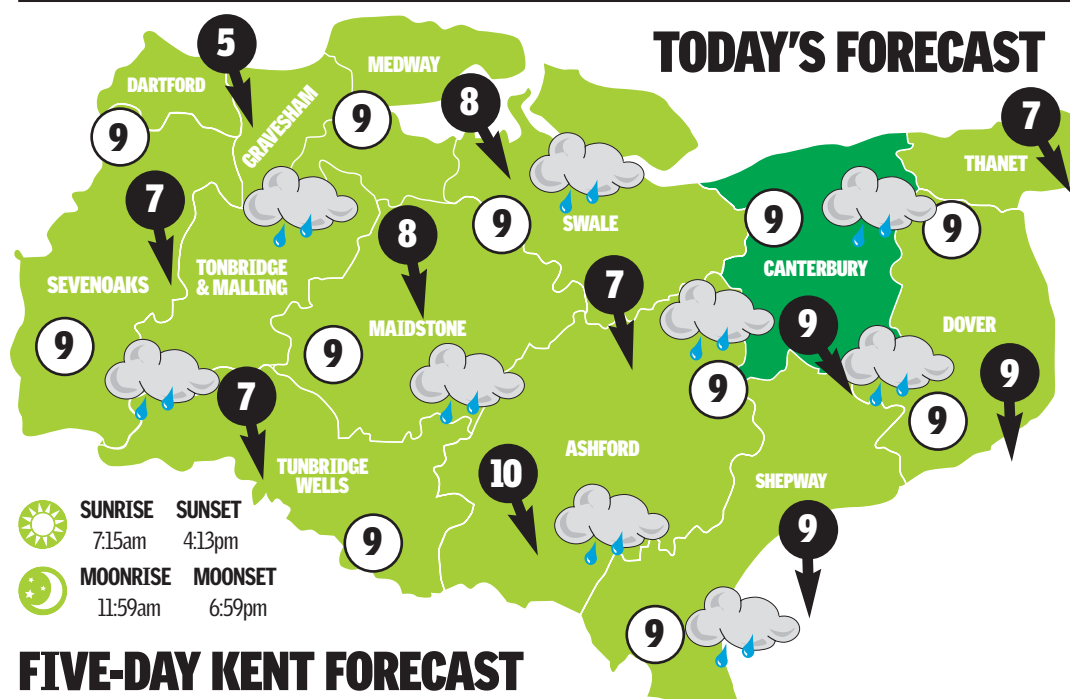 TODAY'S FORECAST
5
MEDWAY
DARTFORD
8
7
9
GRAVESHAM
9
THANET
7
9
SWALE
9
9
8
CANTERBURY
SEVENOAKS
TONBRIDGE
& MALLING
7
MAIDSTONE
9
DOVER
9
9
9
7
9
9
ASHFORD
TUNBRIDGE
WELLS
10
SHEPWAY
9
9
9
SUNRISE SUNSET
7:15am 4:13pm
MOONRISE MOONSET
11:59am 6:59pm
FIVE-DAY KENT FORECAST